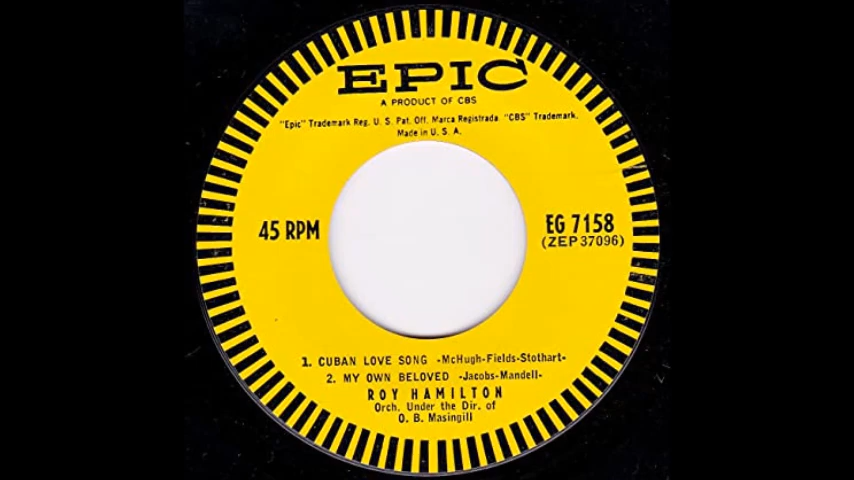 EPIC
A PRODUCT OF CBS
"Epic" Trademark Reg. U. S. Pat. Off. Marca Registrada. "CBS" Trademark.
Made in U. S. A.
45 RPM
EG 7158
(ZEP 37096)
1. CUBAN LOVE SONG -McHugh-Fields-Stothart-
2. MY OWN BELOVED -Jacobs-Mandell-
ROY HAMILTON
Orch. Under the Dir. of
O. B. Masingill